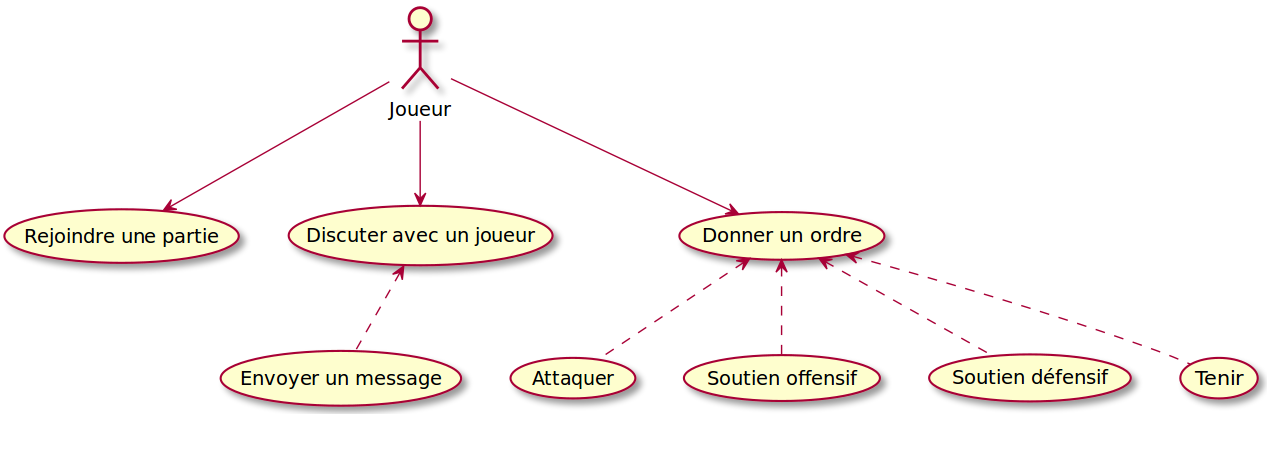 Joueur
Rejoindre une partie
Discuter avec un joueur
Donner un ordre
Envoyer un message
Attaquer
Soutien offensif
Soutien défensif
Tenir